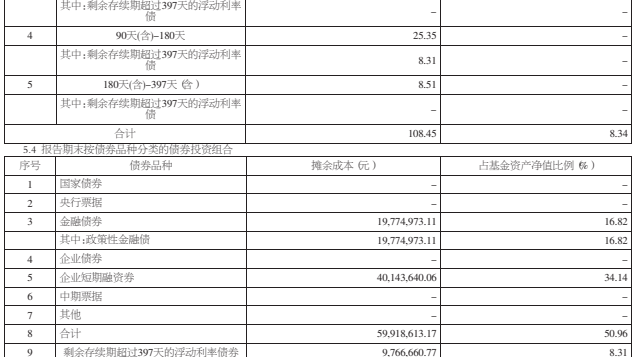 其中:剩余存续期超过397天的浮动利率债 – –
4 90天(含)–180天 25.35 –
其中:剩余存续期超过397天的浮动利率债 8.31 –
5 180天(含)–397天(含) 8.51 –
其中:剩余存续期超过397天的浮动利率债 – –
合计 108.45 8.34
5.4 报告期末按债券品种分类的债券投资组合
序号 债券品种 摊余成本(元) 占基金资产净值比例(%)
1 国家债券 – –
2 央行票据 – –
3 金融债券 19,774,973.11 16.82
其中:政策性金融债 19,774,973.11 16.82
4 企业债券 – –
5 企业短期融资券 40,143,640.06 34.14
6 中期票据 – –
7 其他 – –
8 合计 59,918,613.17 50.96
9 剩余存续期超过397天的浮动利率债券 9,766,660.77 8.31